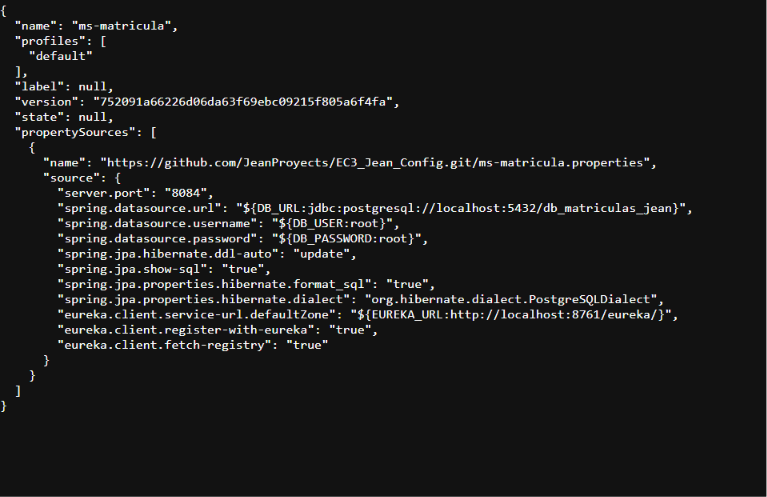 {
  "name": "ms-matricula",
  "profiles": [
    "default"
  ],
  "label": null,
  "version": "752091a66226d06da63f69ebc09215f805a6f4fa",
  "state": null,
  "propertySources": [
    {
      "name": "https://github.com/JeanProyects/EC3_Jean_Config.git/ms-matricula.properties",
      "source": {
        "server.port": "8084",
        "spring.datasource.url": "${DB_URL:jdbc:postgresql://localhost:5432/db_matriculas_jean}",
        "spring.datasource.username": "${DB_USER:root}",
        "spring.datasource.password": "${DB_PASSWORD:root}",
        "spring.jpa.hibernate.ddl-auto": "update",
        "spring.jpa.show-sql": "true",
        "spring.jpa.properties.hibernate.format_sql": "true",
        "spring.jpa.properties.hibernate.dialect": "org.hibernate.dialect.PostgreSQLDialect",
        "eureka.client.service-url.defaultZone": "${EUREKA_URL:http://localhost:8761/eureka/}",
        "eureka.client.register-with-eureka": "true",
        "eureka.client.fetch-registry": "true"
      }
    }
  ]
}